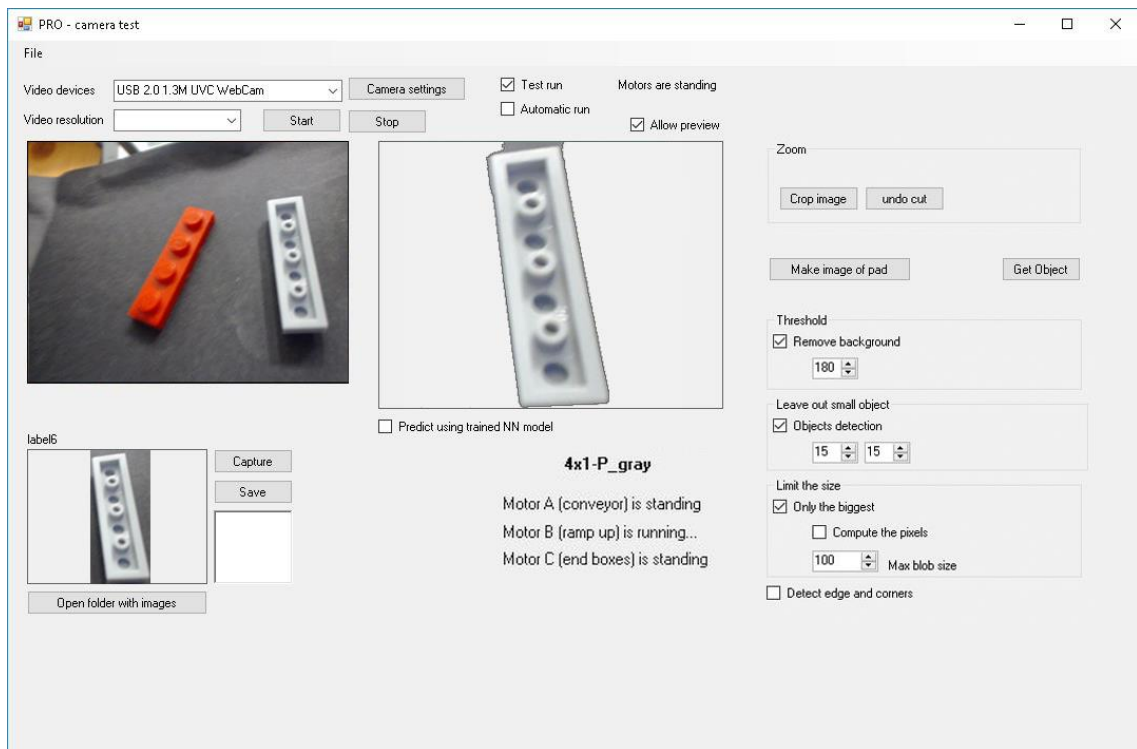 PRO - camera test
File
Video devices USB 2.0 1.3M UVC WebCam Camera settings
Video resolution Start Stop
Test run
Automatic run
Motors are standing
Allow preview
Zoom
Crop image undo cut
Make image of pad Get Object
Threshold
Remove background
180
Leave out small object
Objects detection
15 15
Limit the size
Only the biggest
Compute the pixels
100 Max blob size
Detect edge and corners
Predict using trained NN model
4x1-P_gray
Motor A (conveyor) is standing
Motor B (ramp up) is running...
Motor C (end boxes) is standing
label6
Capture
Save
Open folder with images